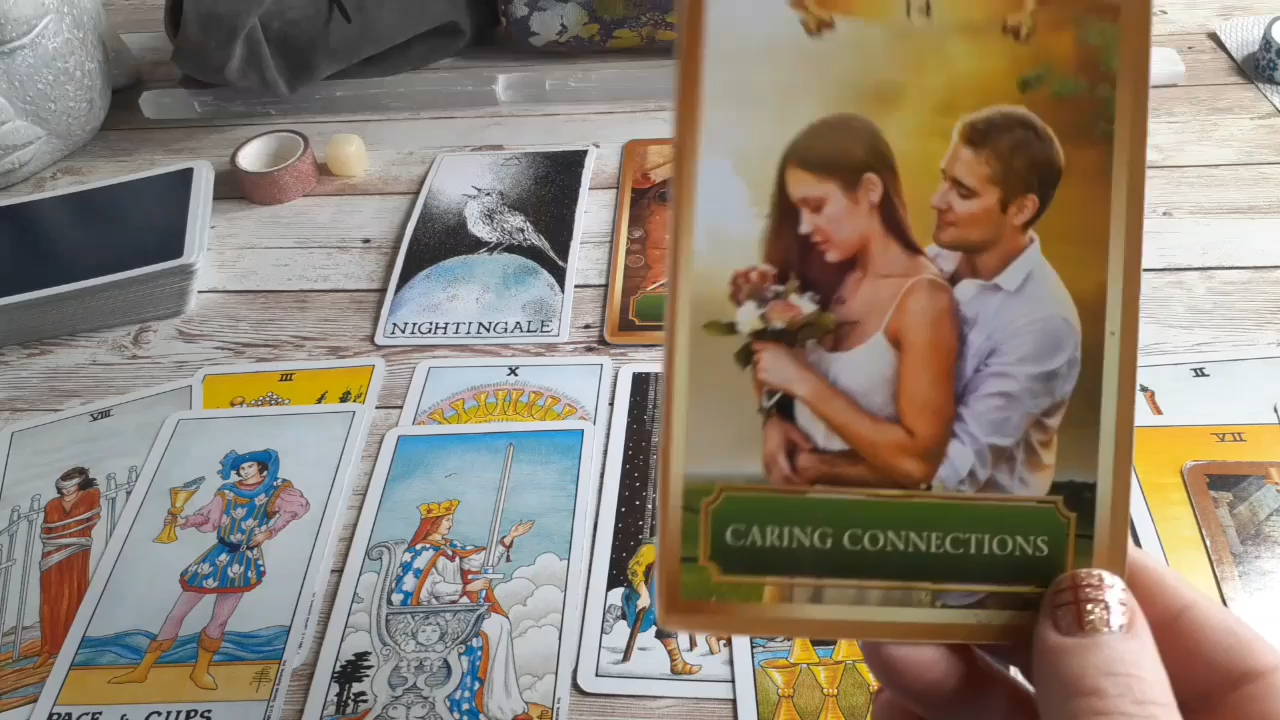 NIGHTINGALE
III
X
II
VIII
VII
CARING CONNECTIONS
PAGE of CUPS